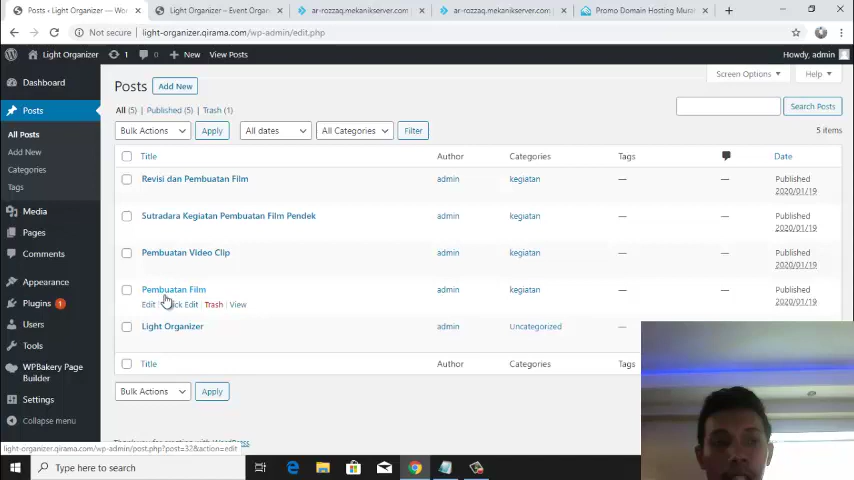 Posts ‹ Light Organizer — Wo
Light Organizer – Event Organ
ar-rozzaq.mekanikserver.com
ar-rozzaq.mekanikserver.com
Promo Domain Hosting Mura
Not secure
light-organizer.qirama.com/wp-admin/edit.php
Light Organizer
1
0
New
View Posts
Howdy, admin
Dashboard
Posts
All Posts
Add New
Categories
Tags
Media
Pages
Comments
Appearance
Plugins 1
Users
Tools
WPBakery Page
Builder
Settings
Collapse menu
Posts
Add New
Screen Options
Help
All (5) | Published (5) | Trash (1)
Search Posts
Bulk Actions
Apply
All dates
All Categories
Filter
5 items
Title
Author
Categories
Tags
Date
Revisi dan Pembuatan Film
admin
kegiatan
—
—
Published
2020/01/19
Sutradara Kegiatan Pembuatan Film Pendek
admin
kegiatan
—
—
Published
2020/01/19
Pembuatan Video Clip
admin
kegiatan
—
—
Published
2020/01/19
Pembuatan Film
admin
kegiatan
—
—
Published
2020/01/19
Edit | Quick Edit | Trash | View
Light Organizer
admin
Uncategorized
—
Title
Author
Categories
Tags
Bulk Actions
Apply
light-organizer.qirama.com/wp-admin/post.php?post=32&action=edit
Type here to search